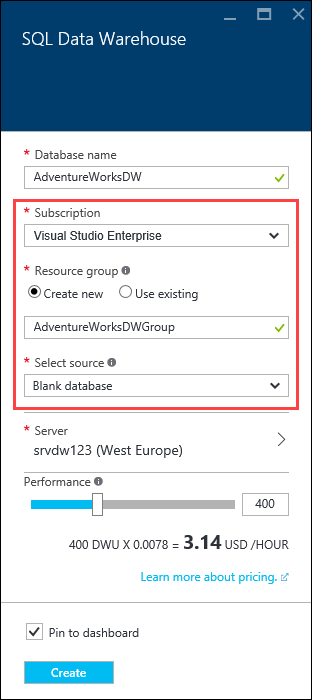 SQL Data Warehouse
* Database name
AdventureWorksDW
* Subscription
Visual Studio Enterprise
* Resource group
Create new Use existing
AdventureWorksDWGroup
* Select source
Blank database
* Server
srvdw123 (West Europe)
Performance
400
400 DWU X 0.0078 = 3.14 USD /HOUR
Learn more about pricing.
Pin to dashboard
Create